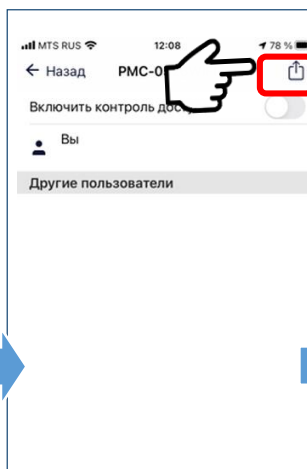 MTS RUS 12:08 78 %
Назад РМС-0
Включить контроль дос
Вы
Другие пользователи